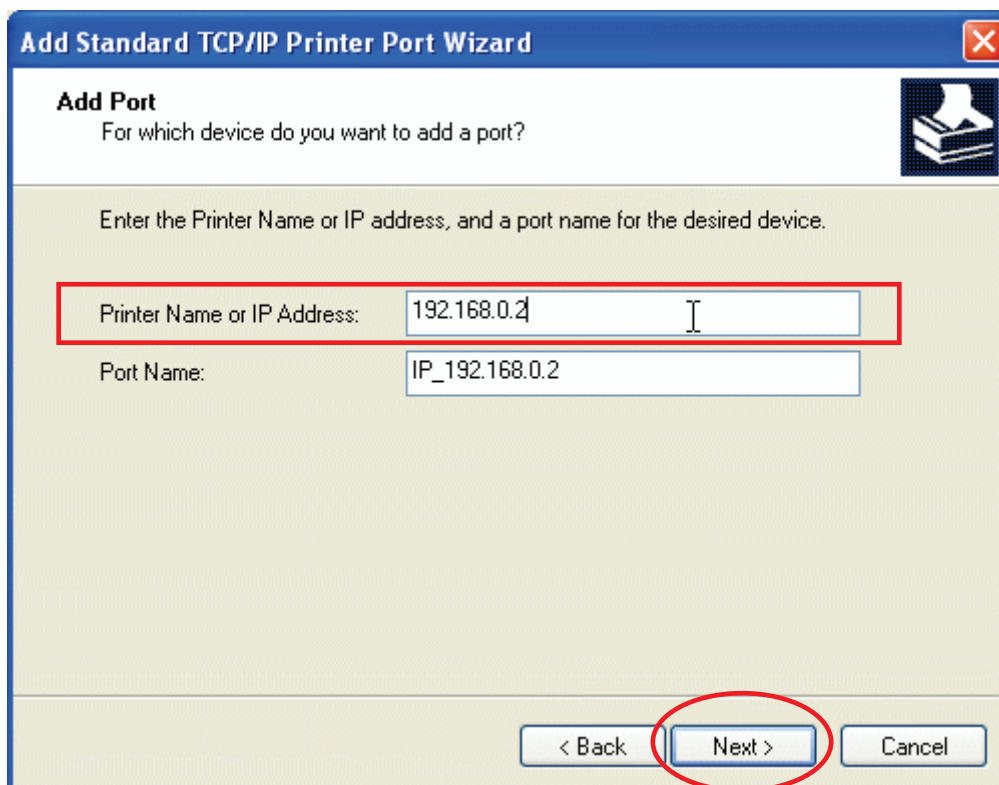 Add Standard TCP/IP Printer Port Wizard
Add Port
For which device do you want to add a port?
Enter the Printer Name or IP address, and a port name for the desired device.
Printer Name or IP Address: 192.168.0.2
Port Name: IP_192.168.0.2
< Back Next > Cancel